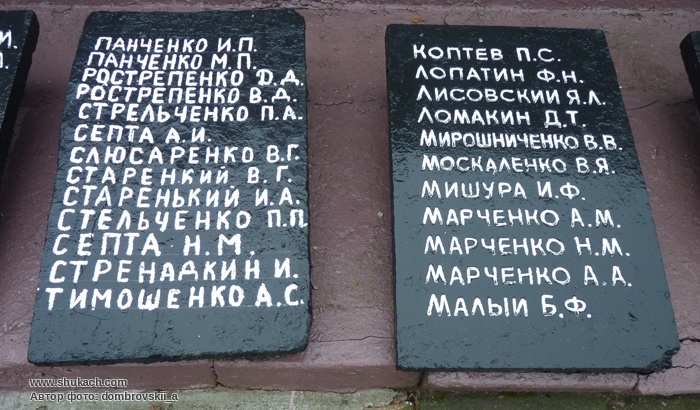 ПАНЧЕНКО И.П.
ПАНЧЕНКО М.П.
РОСТРЕПЕНКО Ф.Д.
РОСТРЕПЕНКО В.Д.
СТРЕЛЬЧЕНКО П.А.
СЕПТА А.И.
СЛЮСАРЕНКО В.Г.
СТАРЕНКИЙ В.Г.
СТАРЕНЬКИЙ И.А.
СТЕЛЬЧЕНКО П.П.
СЕПТА Н.М.
СТРЕНАДКИН И.
ТИМОШЕНКО А.С.
КОПТЕВ П.С.
ЛОПАТИН Ф.Н.
ЛИСОВСКИЙ Я.Л.
ЛОМАКИН Д.Т.
МИРОШНИЧЕНКО В.В.
МОСКАЛЕНКО В.Я.
МИШУРА И.Ф.
МАРЧЕНКО А.М.
МАРЧЕНКО Н.М.
МАРЧЕНКО А.А.
МАЛЫЙ Б.Ф.
www.shukach.com
Автор фото: dombrovskii_a